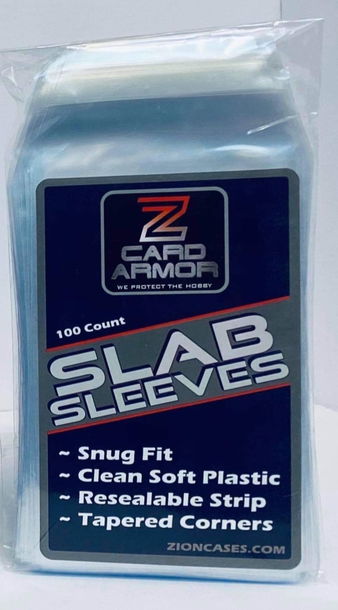 Z
CARD
ARMOR
WE PROTECT THE HOBBY
100 Count
SLAB
SLEEVES
~ Snug Fit
~ Clean Soft Plastic
~ Resealable Strip
~ Tapered Corners
ZIONCASES.COM